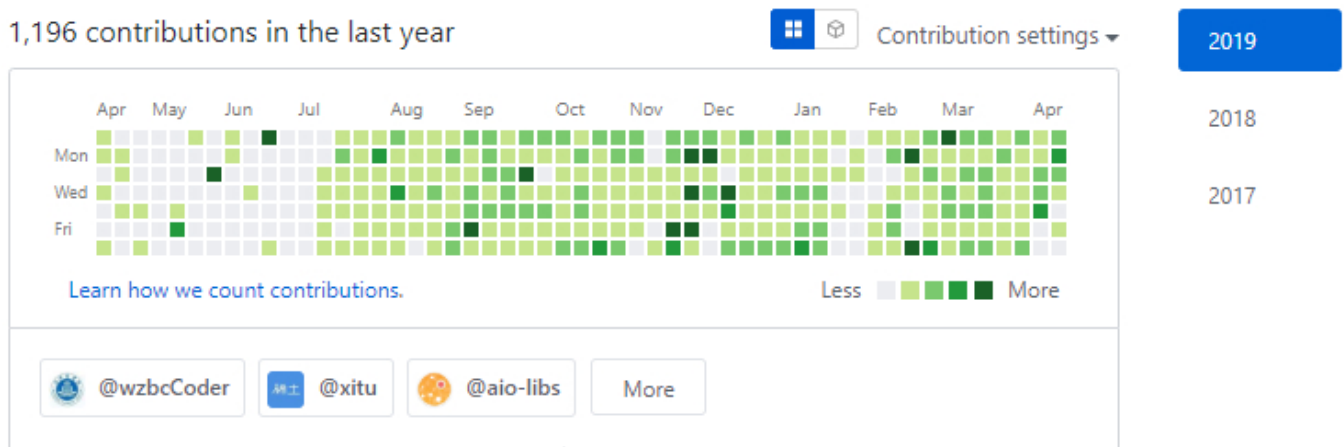 1,196 contributions in the last year
Contribution settings
2019
2018
2017
Apr May Jun Jul Aug Sep Oct Nov Dec Jan Feb Mar Apr
Mon
Wed
Fri
Learn how we count contributions.
Less More
@wzbcCoder @xitu @aio-libs More